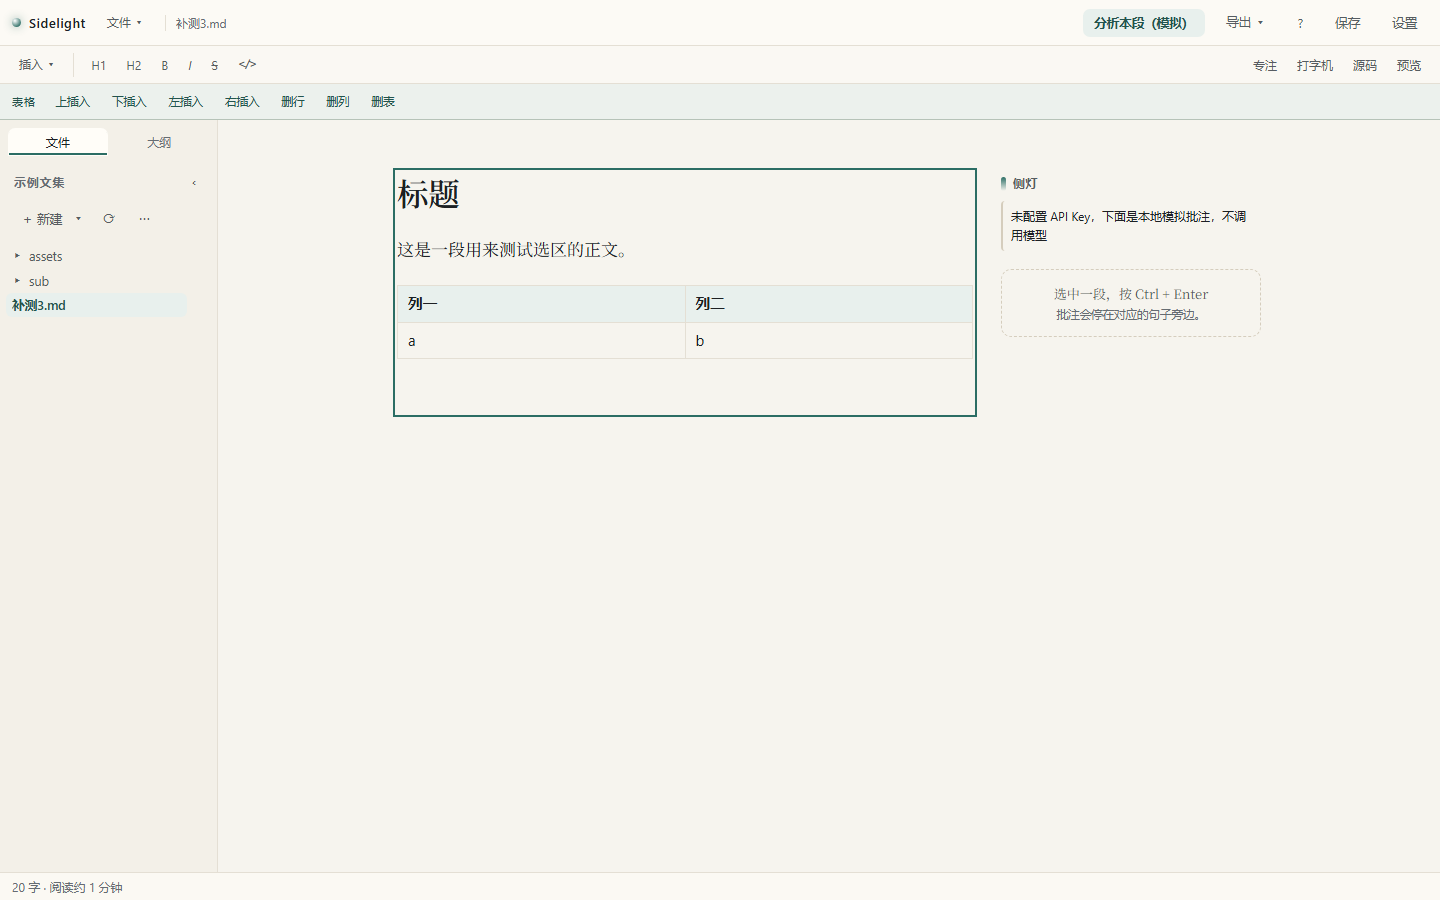 Sidelight 文件 ▾ 补测3.md 分析本段（模拟） 导出 ▾ ? 保存 设置
插入 ▾ H1 H2 B I S </> 专注 打字机 源码 预览
表格 上插入 下插入 左插入 右插入 删行 删列 删表
文件 大纲
示例文集 ‹
+ 新建 ▾ ⟳ ···
▸ assets
▸ sub
补测3.md
标题
这是一段用来测试选区的正文。
列一 列二
a b
侧灯
未配置 API Key，下面是本地模拟批注，不调
用模型
选中一段，按 Ctrl + Enter
批注会停在对应的句子旁边。
20 字 · 阅读约 1 分钟